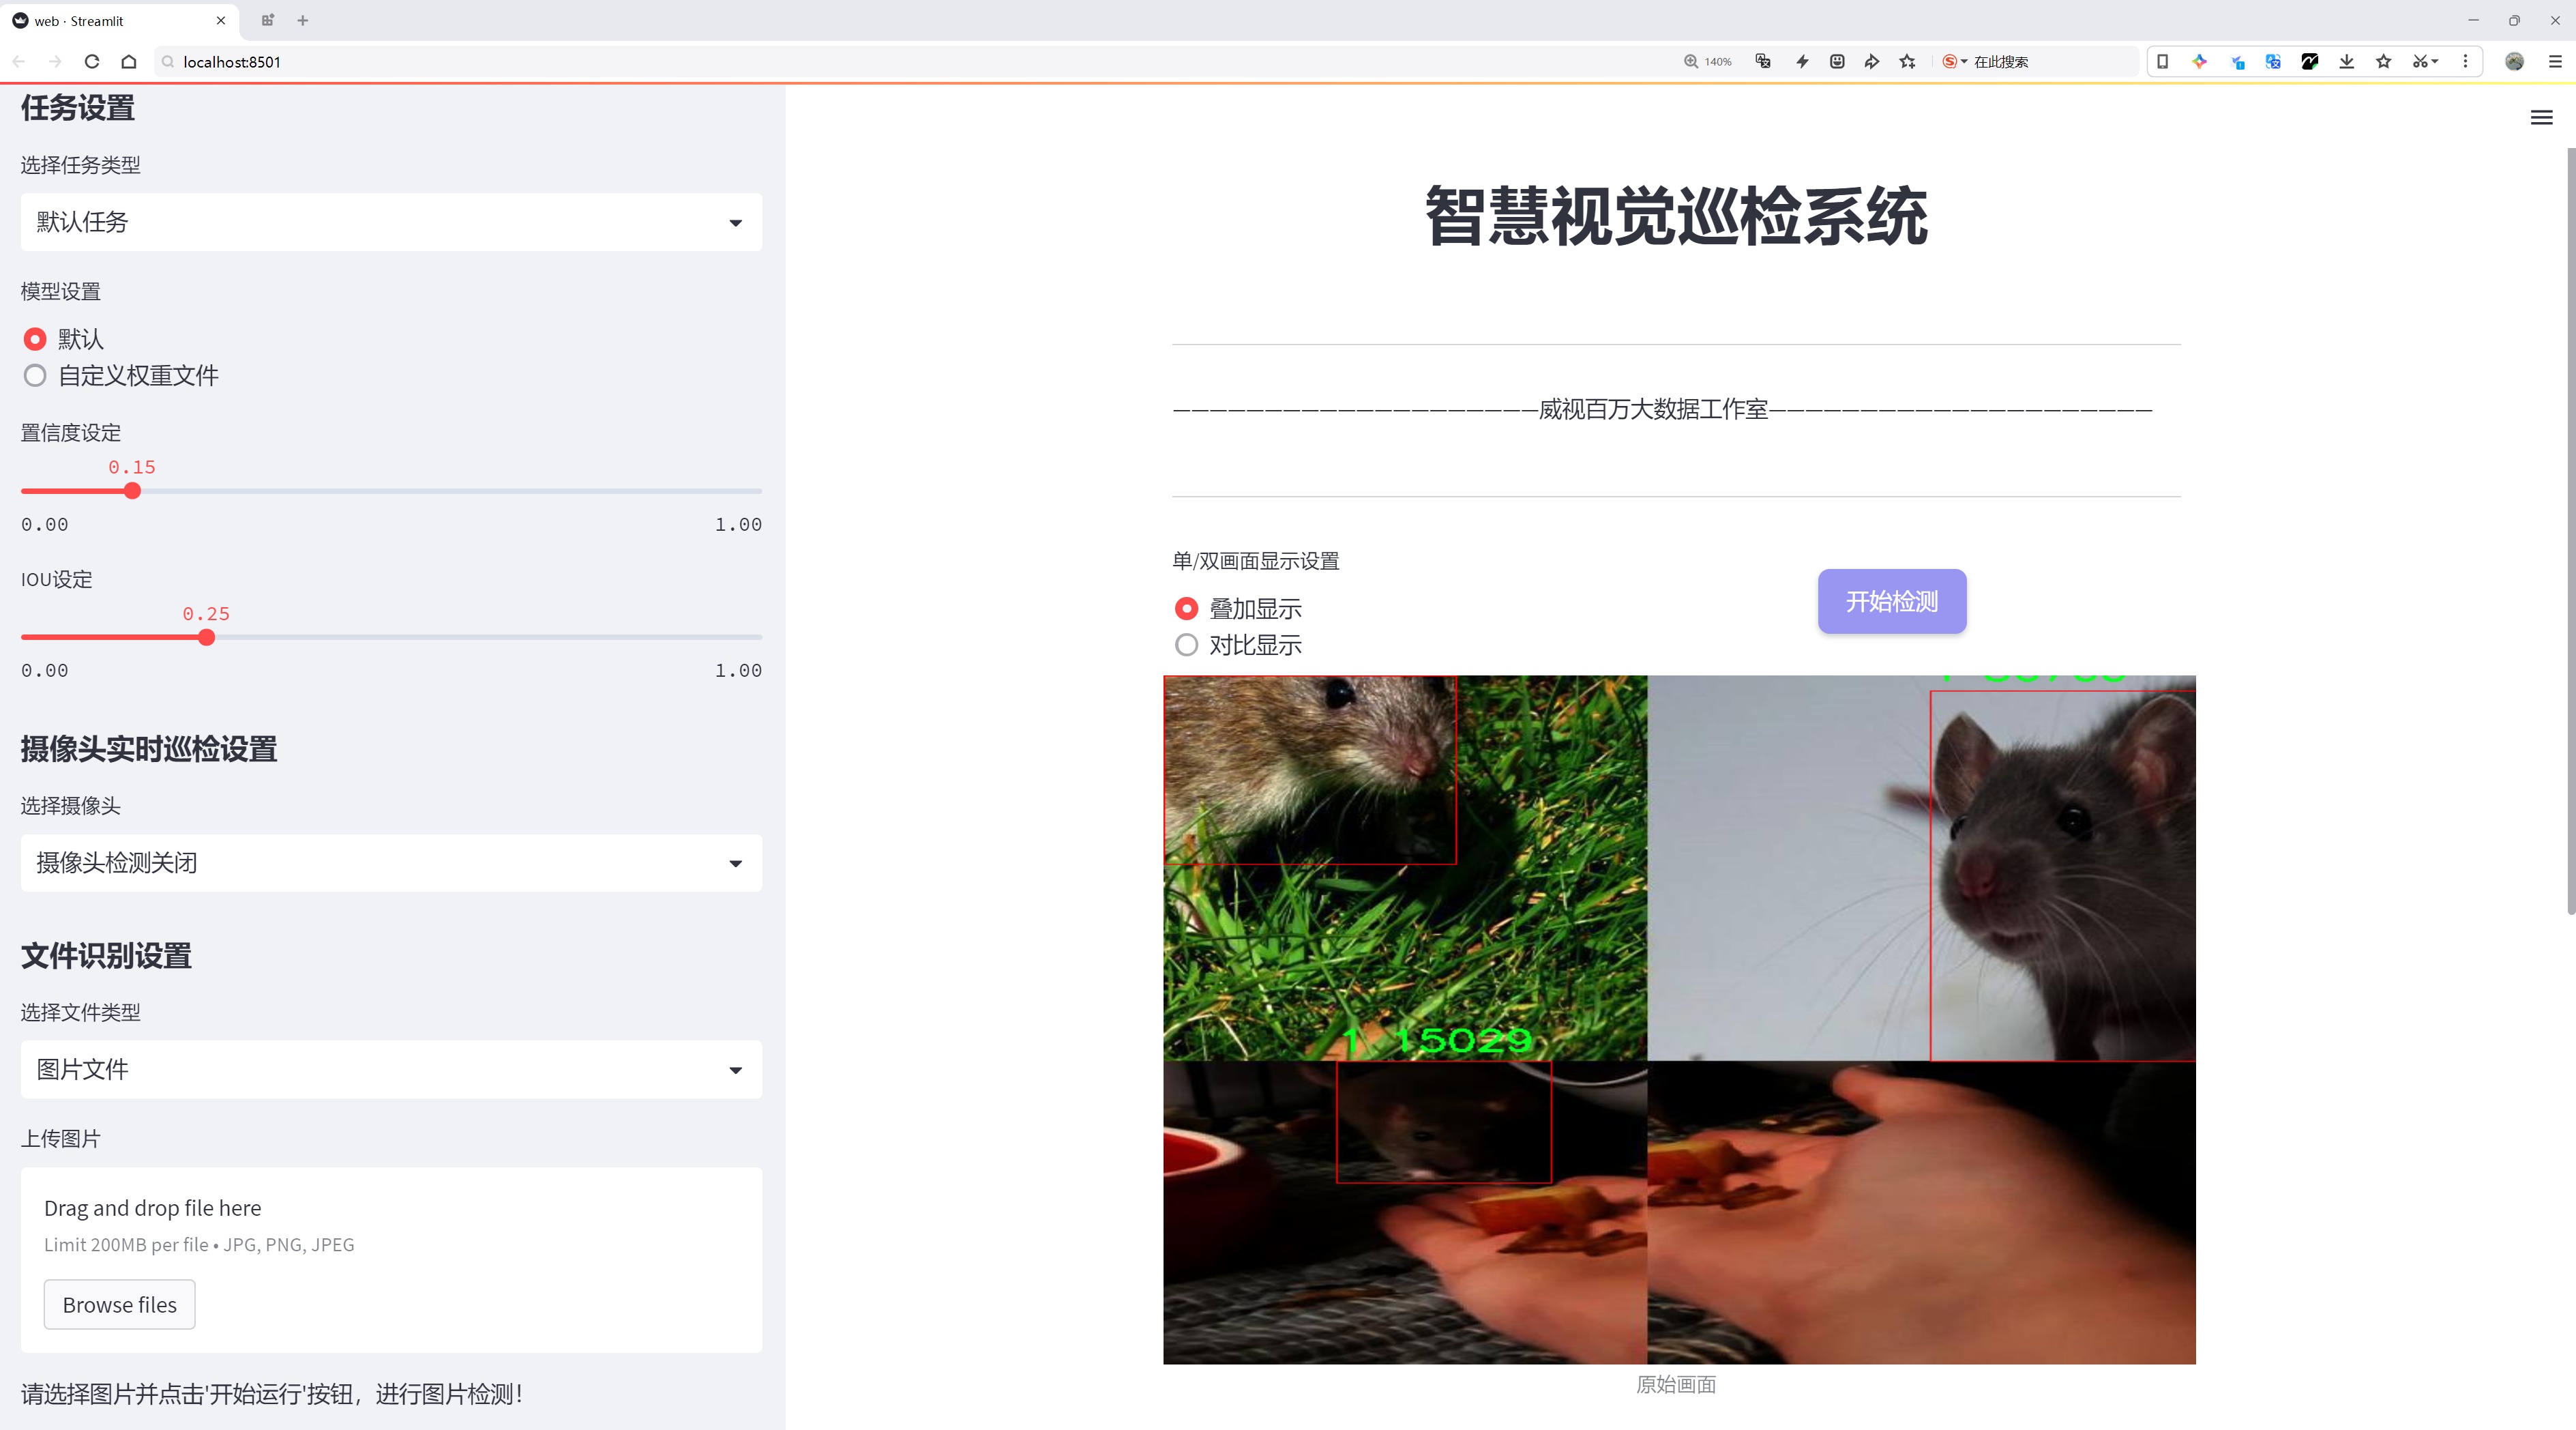 web · Streamlit
localhost:8501
140%
在此搜索
任务设置
选择任务类型
默认任务
模型设置
默认
自定义权重文件
置信度设定
0.15
0.00
1.00
IOU设定
0.25
0.00
1.00
摄像头实时巡检设置
选择摄像头
摄像头检测关闭
文件识别设置
选择文件类型
图片文件
上传图片
Drag and drop file here
Limit 200MB per file • JPG, PNG, JPEG
Browse files
请选择图片并点击'开始运行'按钮，进行图片检测！
智慧视觉巡检系统
————————————————————威视百万大数据工作室—————————————————————
单/双画面显示设置
叠加显示
对比显示
开始检测
1 15029
原始画面